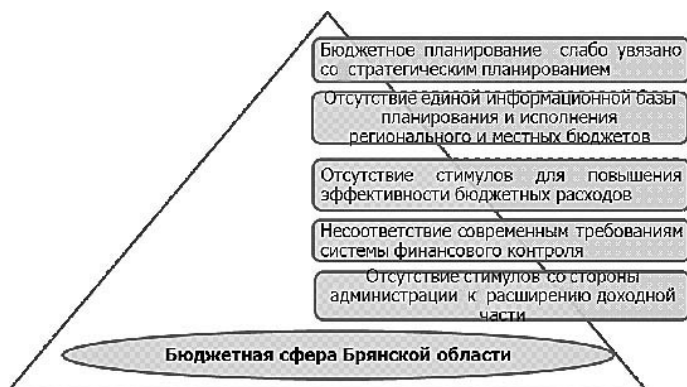 Бюджетное планирование слабо увязано
со стратегическим планированием
Отсутствие единой информационной базы
планирования и исполнения
регионального и местных бюджетов
Отсутствие стимулов для повышения
эффективности бюджетных расходов
Несоответствие современным требованиям
системы финансового контроля
Отсутствие стимулов со стороны
администрации к расширению доходной
части
Бюджетная сфера Брянской области